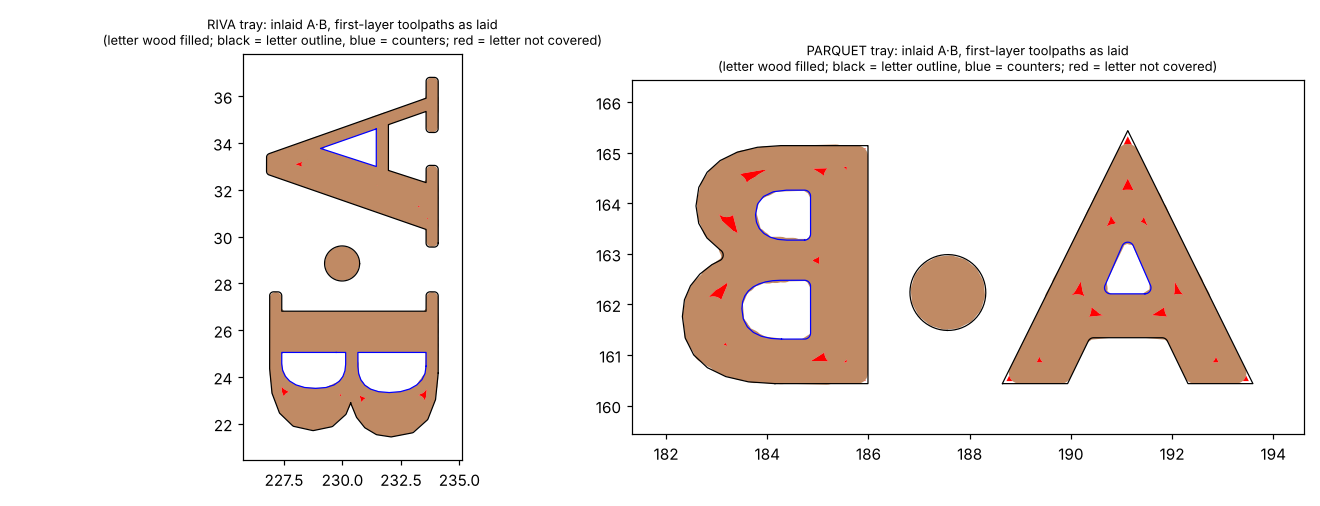 RIVA tray: inlaid A·B, first-layer toolpaths as laid
(letter wood filled; black = letter outline, blue = counters; red = letter not covered)
36
34
32
30
28
26
24
22
227.5 230.0 232.5 235.0
A·B
PARQUET tray: inlaid A·B, first-layer toolpaths as laid
(letter wood filled; black = letter outline, blue = counters; red = letter not covered)
166
165
164
163
162
161
160
182 184 186 188 190 192 194
B·A